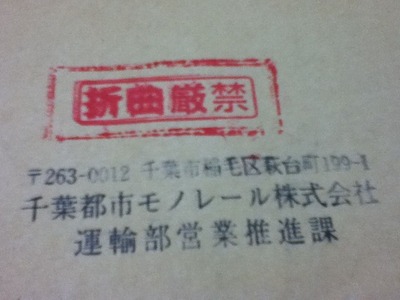 折曲厳禁
〒263-0012 千葉市稲毛区萩台町199-1
千葉都市モノレール株式会社
運輸部営業推進課